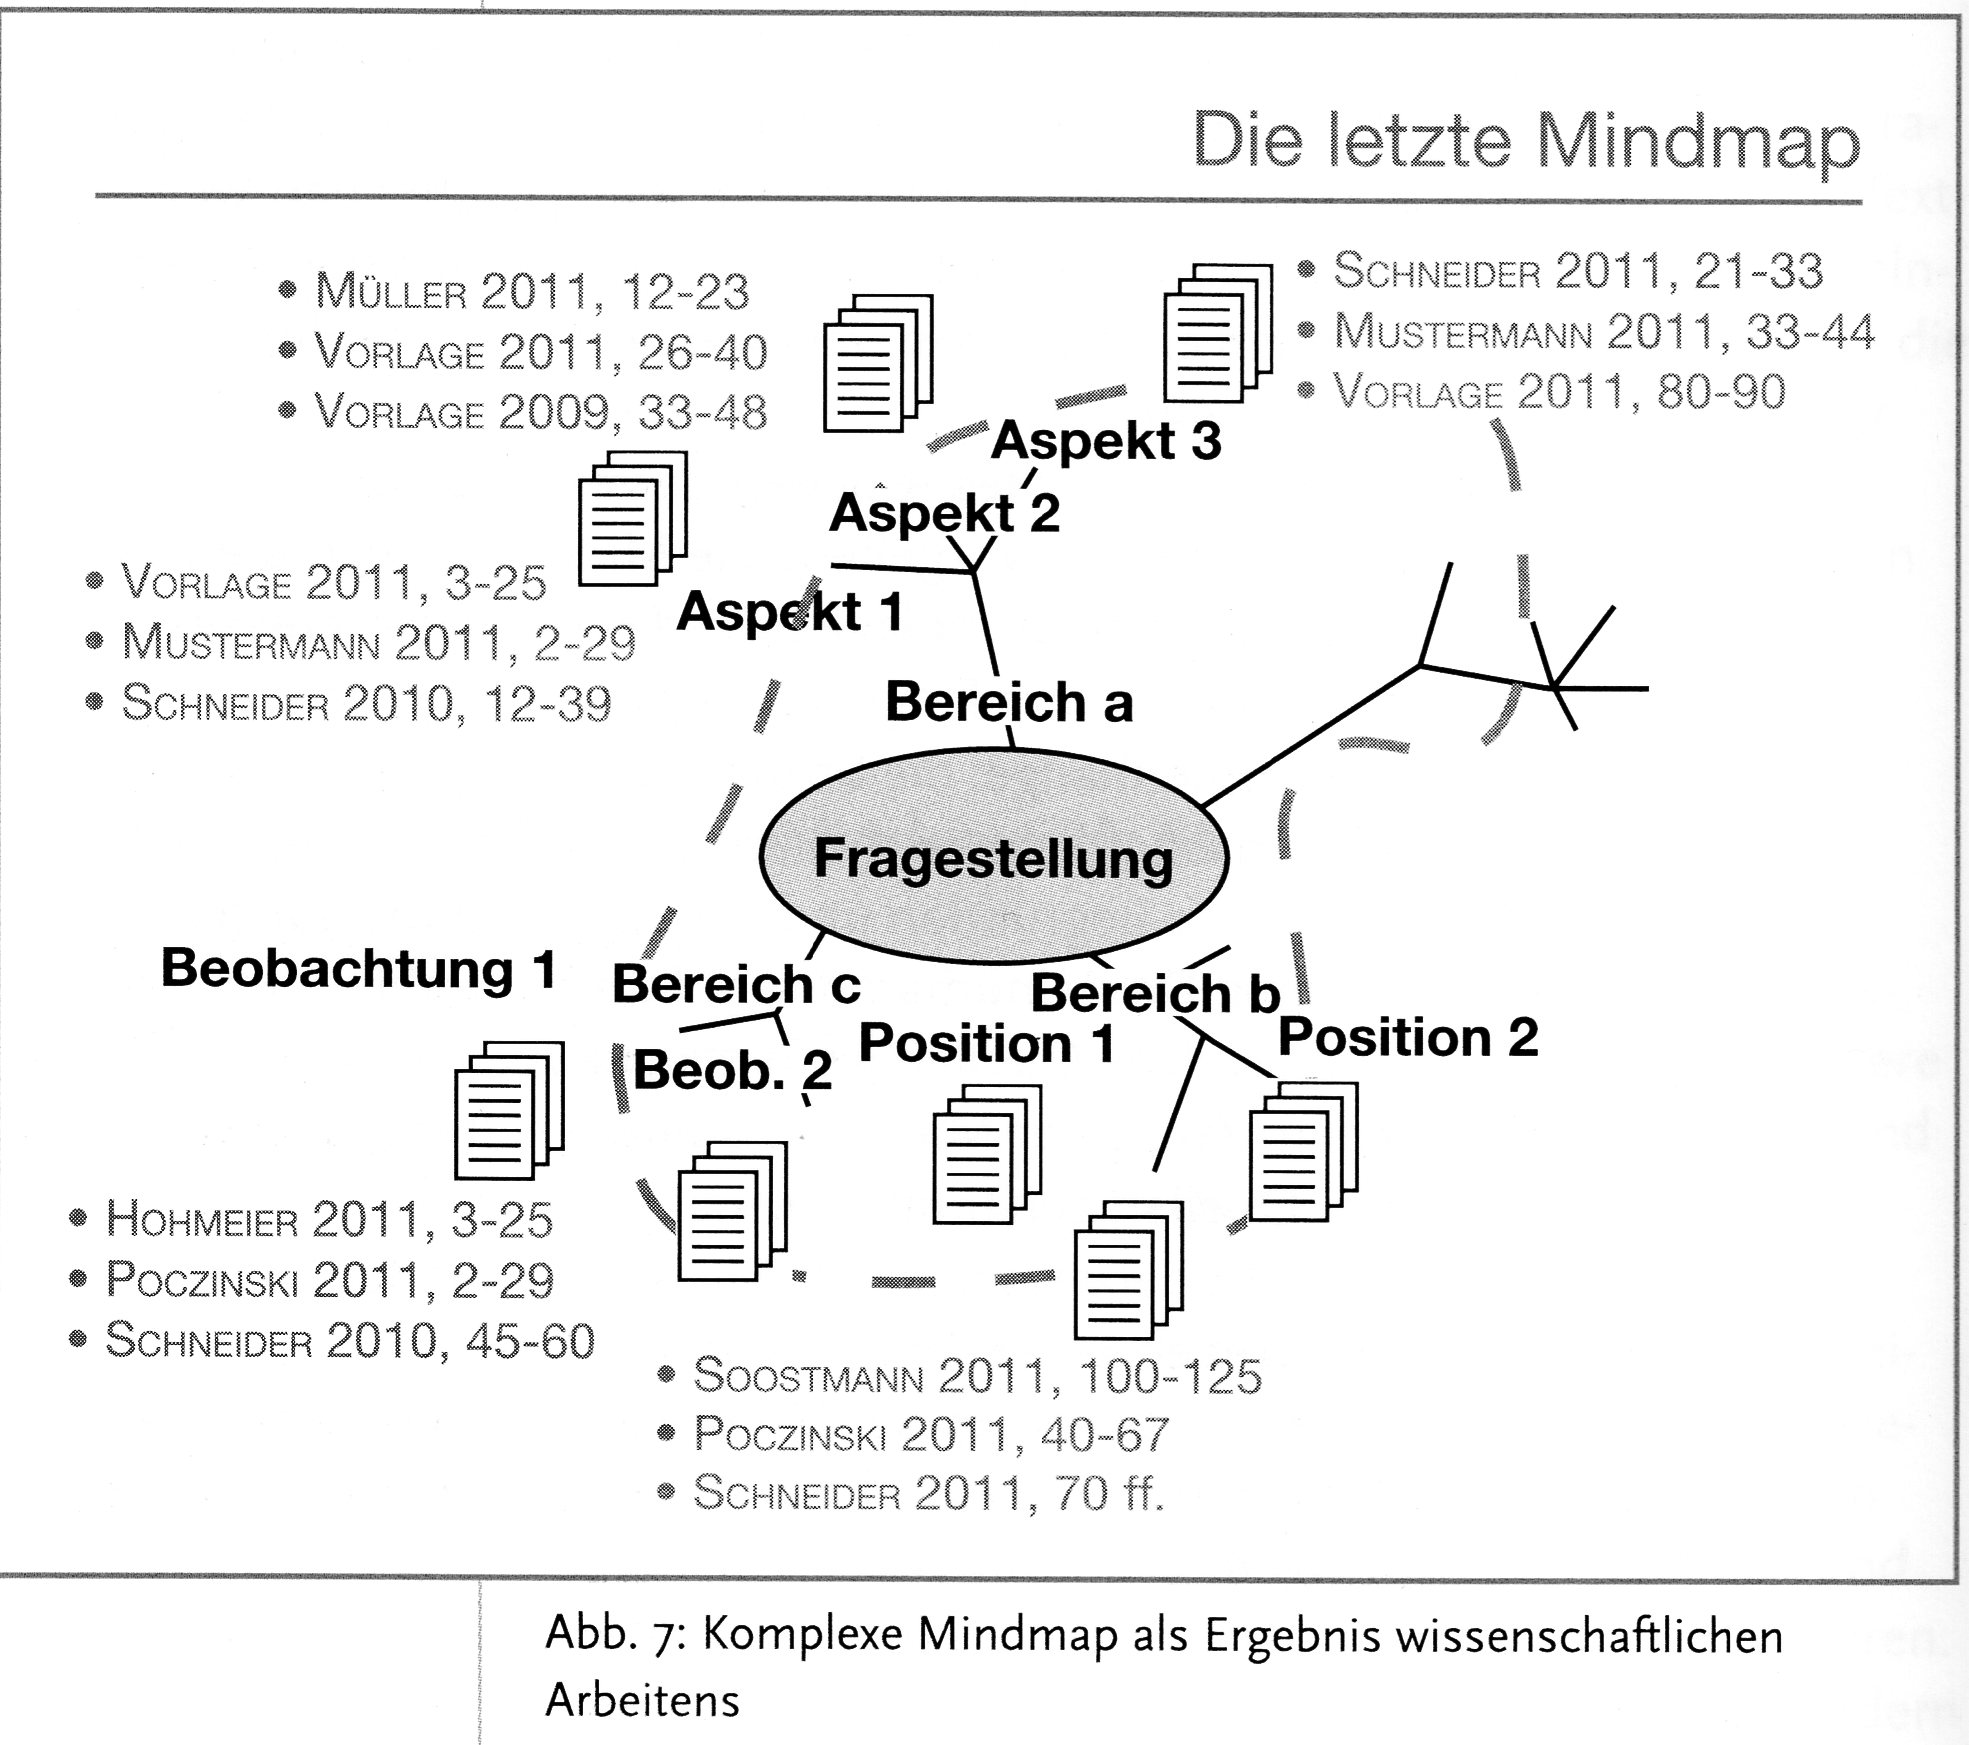 Die letzte Mindmap
• MÜLLER 2011, 12-23
• VORLAGE 2011, 26-40
• VORLAGE 2009, 33-48
• SCHNEIDER 2011, 21-33
• MUSTERMANN 2011, 33-44
• VORLAGE 2011, 80-90
Aspekt 3
Aspekt 2
• VORLAGE 2011, 3-25
• MUSTERMANN 2011, 2-29
• SCHNEIDER 2010, 12-39
Aspekt 1
Bereich a
Fragestellung
Beobachtung 1
Bereich c
Bereich b
Beob. 2
Position 1
Position 2
• HOHMEIER 2011, 3-25
• POCZINSKI 2011, 2-29
• SCHNEIDER 2010, 45-60
• SOOSTMANN 2011, 100-125
• POCZINSKI 2011, 40-67
• SCHNEIDER 2011, 70 ff.
Abb. 7: Komplexe Mindmap als Ergebnis wissenschaftlichen
Arbeitens